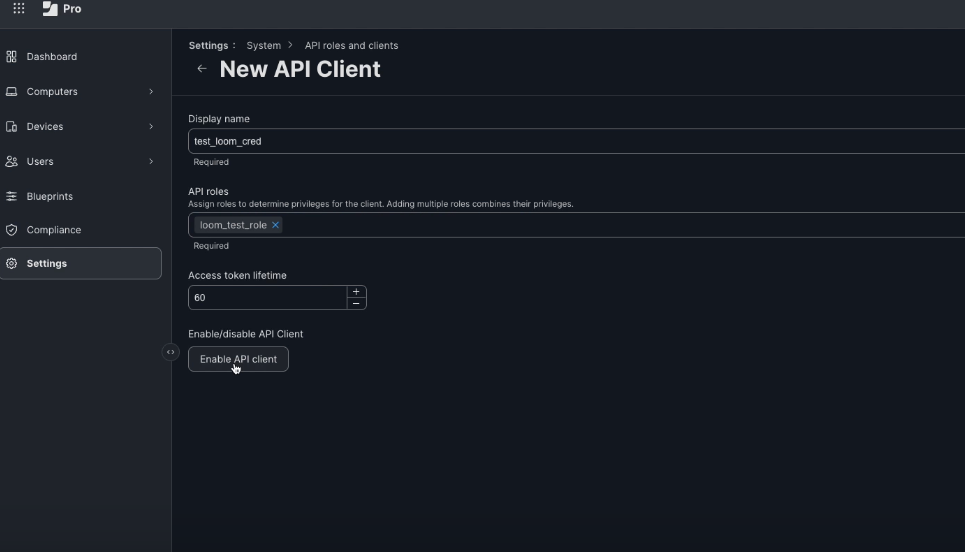 Pro
Settings : System > API roles and clients
← New API Client
Dashboard
Computers
Devices
Users
Blueprints
Compliance
Settings
Display name
test_loom_cred
Required
API roles
Assign roles to determine privileges for the client. Adding multiple roles combines their privileges.
loom_test_role ×
Required
Access token lifetime
60
+
−
Enable/disable API Client
Enable API client